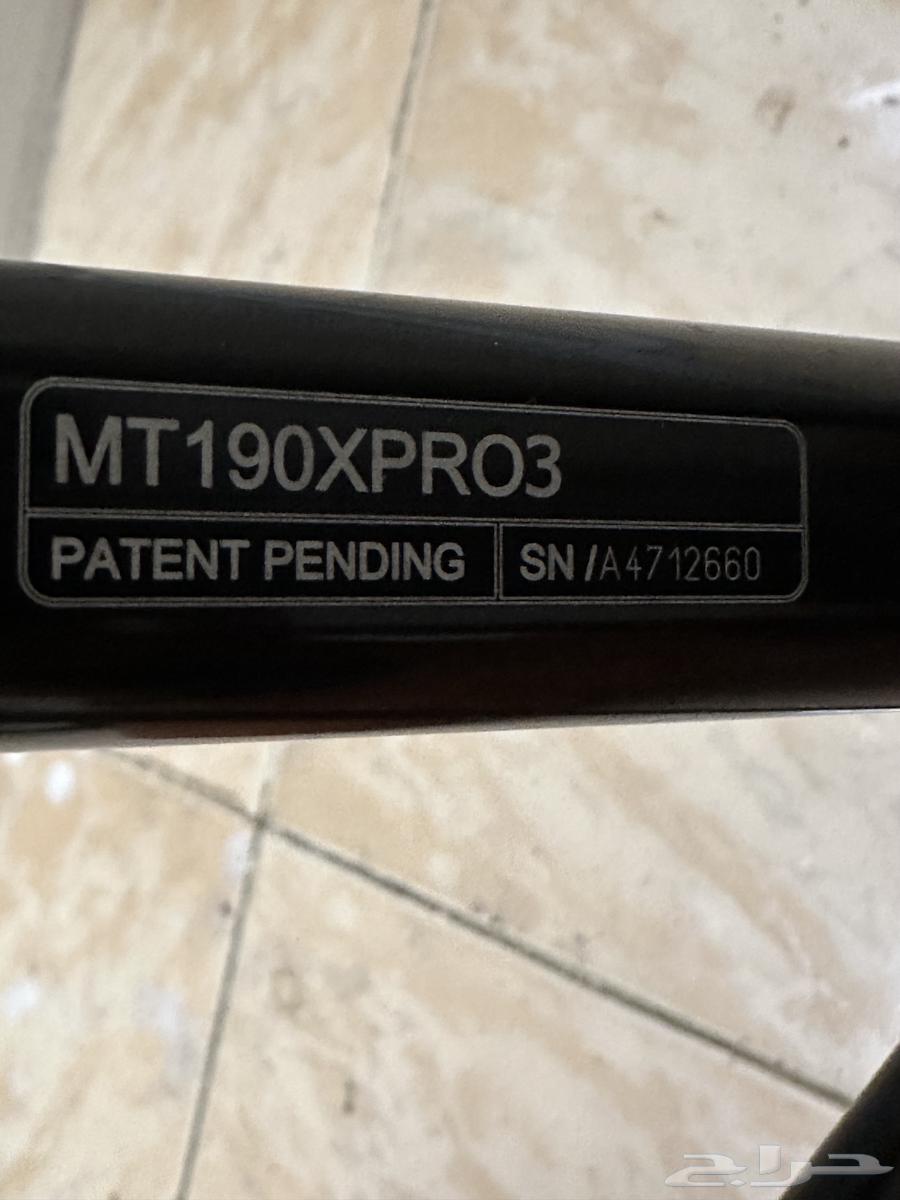 MT190XPRO3
PATENT PENDING
SN/A4712660
حراج